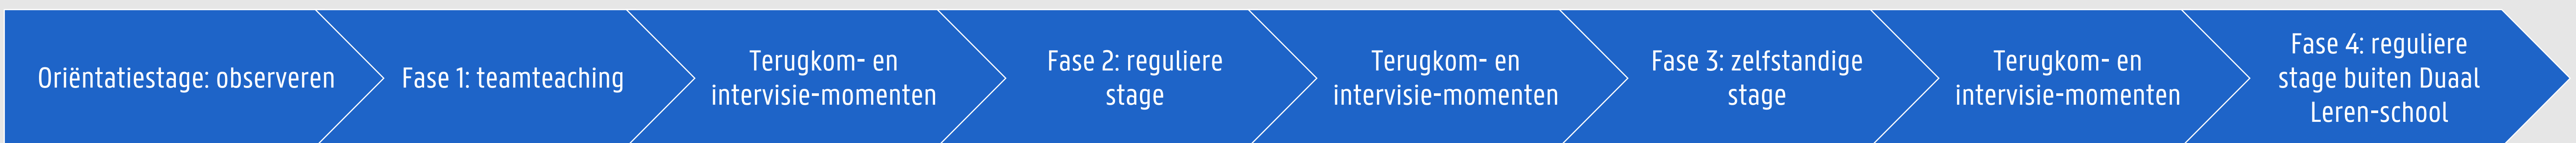 Oriëntatiestage: observeren
Fase 1: teamteaching
Terugkom- en
intervisie-momenten
Fase 2: reguliere
stage
Terugkom- en
intervisie-momenten
Fase 3: zelfstandige
stage
Terugkom- en
intervisie-momenten
Fase 4: reguliere
stage buiten Duaal
Leren-school